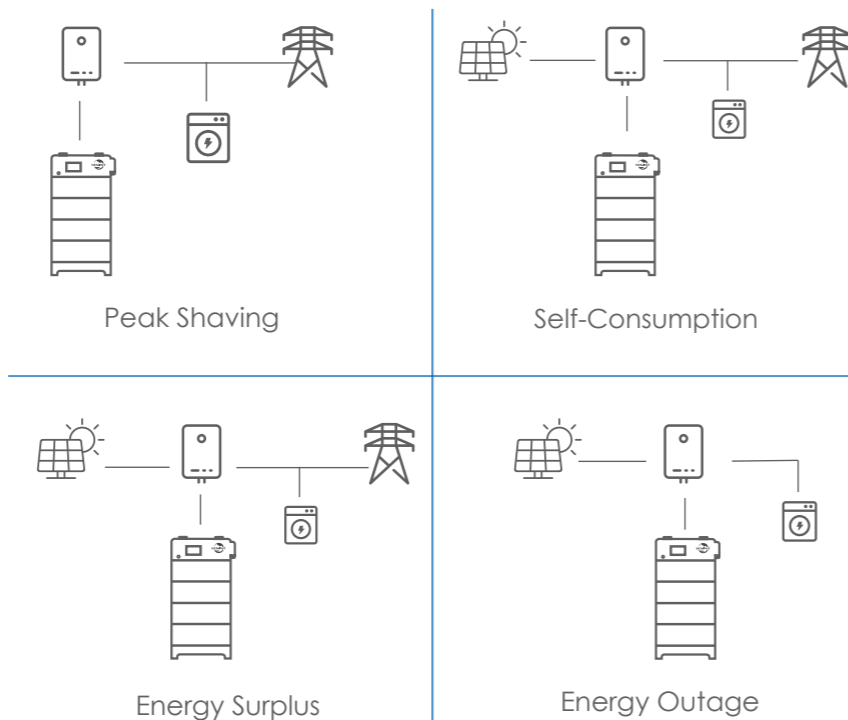 Peak Shaving
Self-Consumption
Energy Surplus
Energy Outage